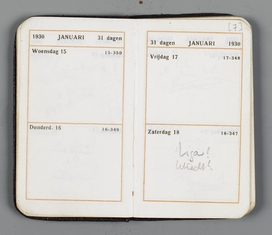 [7]
1930 JANUARI 31 dagen
Woensdag 15 15-350
Donderd. 16 16-349
31 dagen JANUARI 1930
Vrijdag 17 17-348
Zaterdag 18 18-347